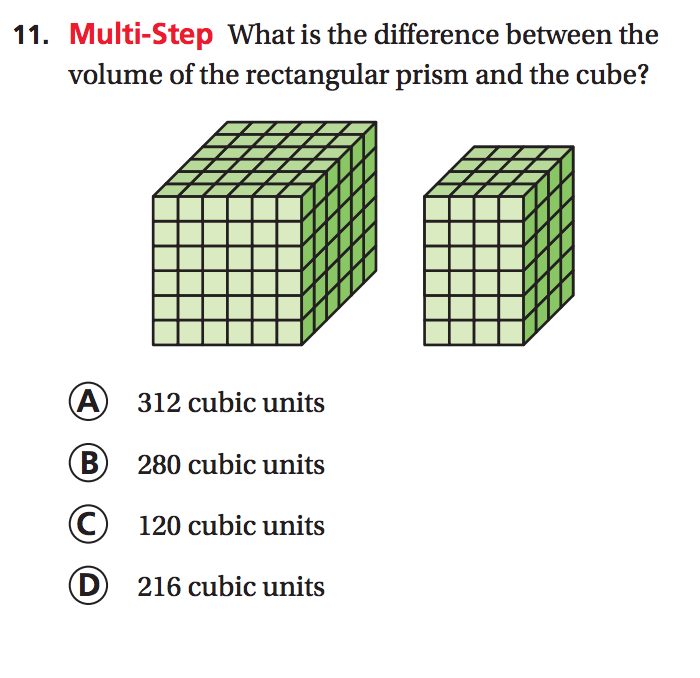 11. Multi-Step What is the difference between the
volume of the rectangular prism and the cube?
A 312 cubic units
B 280 cubic units
C 120 cubic units
D 216 cubic units